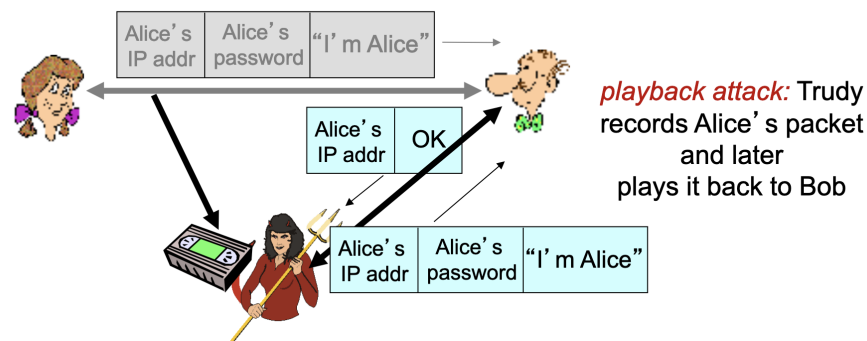 Alice’s IP addr
Alice’s password
“I’m Alice”
Alice’s IP addr
OK
playback attack: Trudy
records Alice’s packet
and later
plays it back to Bob
Alice’s IP addr
Alice’s password
“I’m Alice”